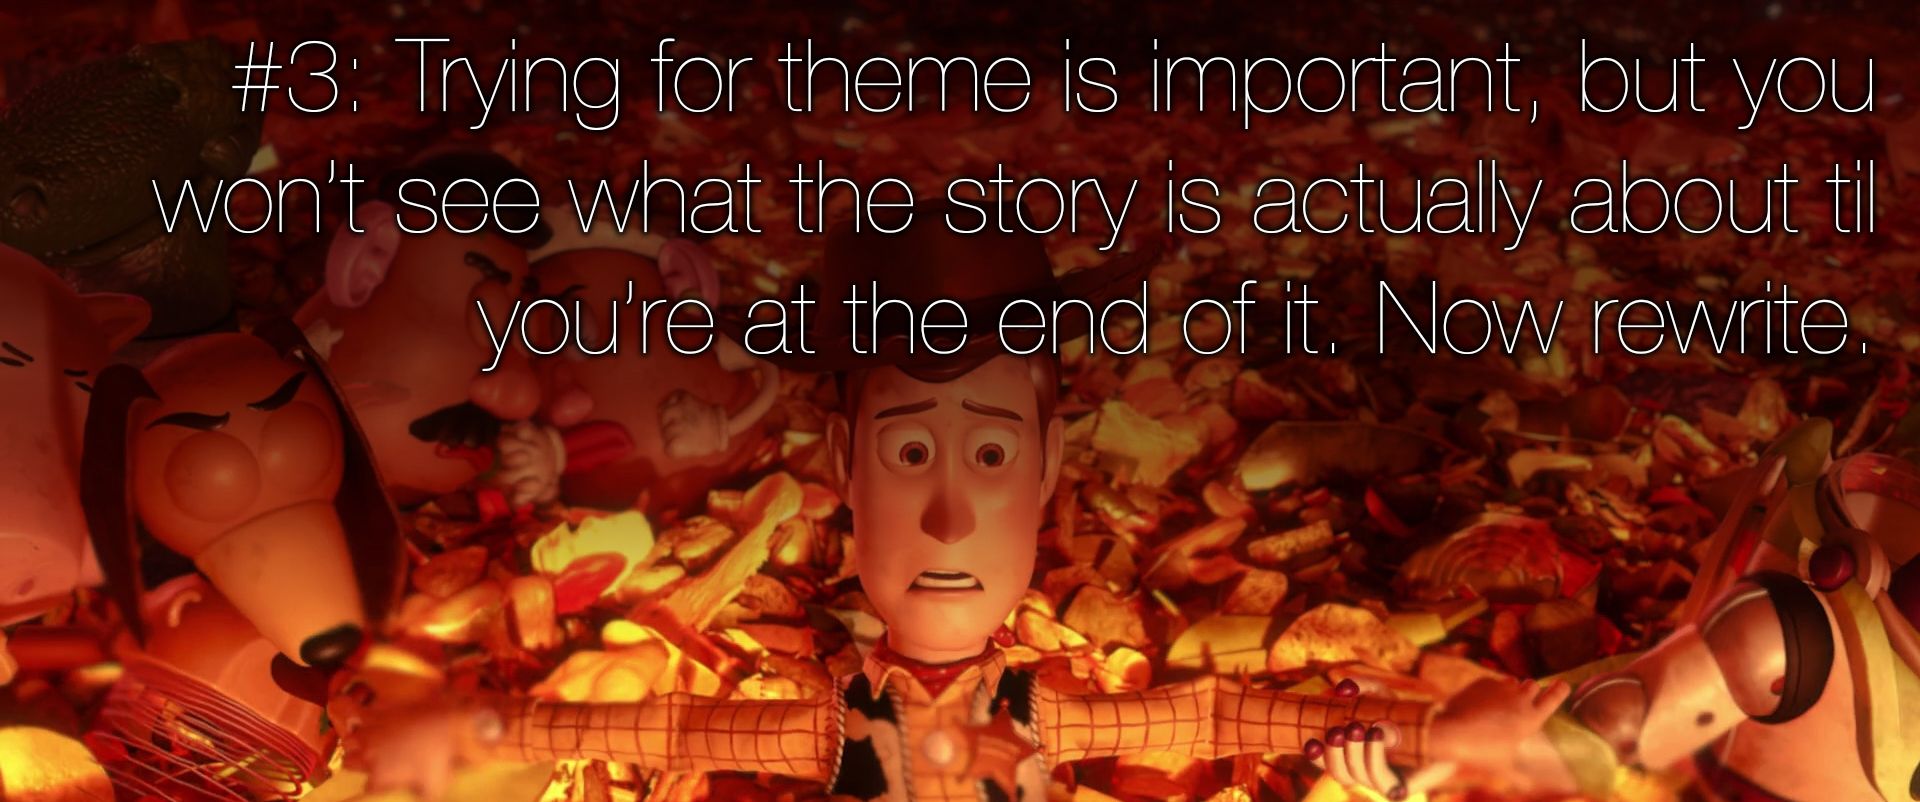 #3: Trying for theme is important, but you
won’t see what the story is actually about til
you’re at the end of it. Now rewrite.